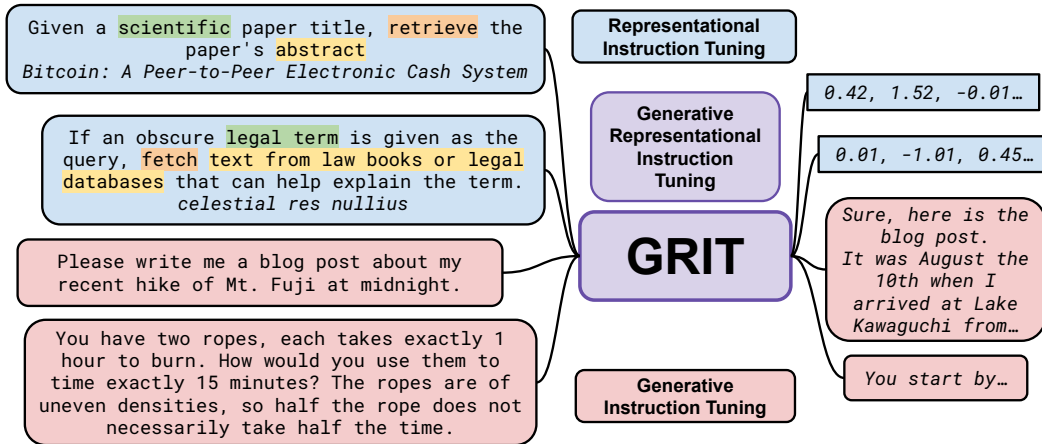 Given a scientific paper title, retrieve the
paper's abstract
Bitcoin: A Peer-to-Peer Electronic Cash System
If an obscure legal term is given as the
query, fetch text from law books or legal
databases that can help explain the term.
celestial res nullius
Please write me a blog post about my
recent hike of Mt. Fuji at midnight.
You have two ropes, each takes exactly 1
hour to burn. How would you use them to
time exactly 15 minutes? The ropes are of
uneven densities, so half the rope does not
necessarily take half the time.
Representational
Instruction Tuning
Generative
Representational
Instruction
Tuning
GRIT
Generative
Instruction Tuning
0.42, 1.52, -0.01…
0.01, -1.01, 0.45…
Sure, here is the
blog post.
It was August the
10th when I
arrived at Lake
Kawaguchi from…
You start by…